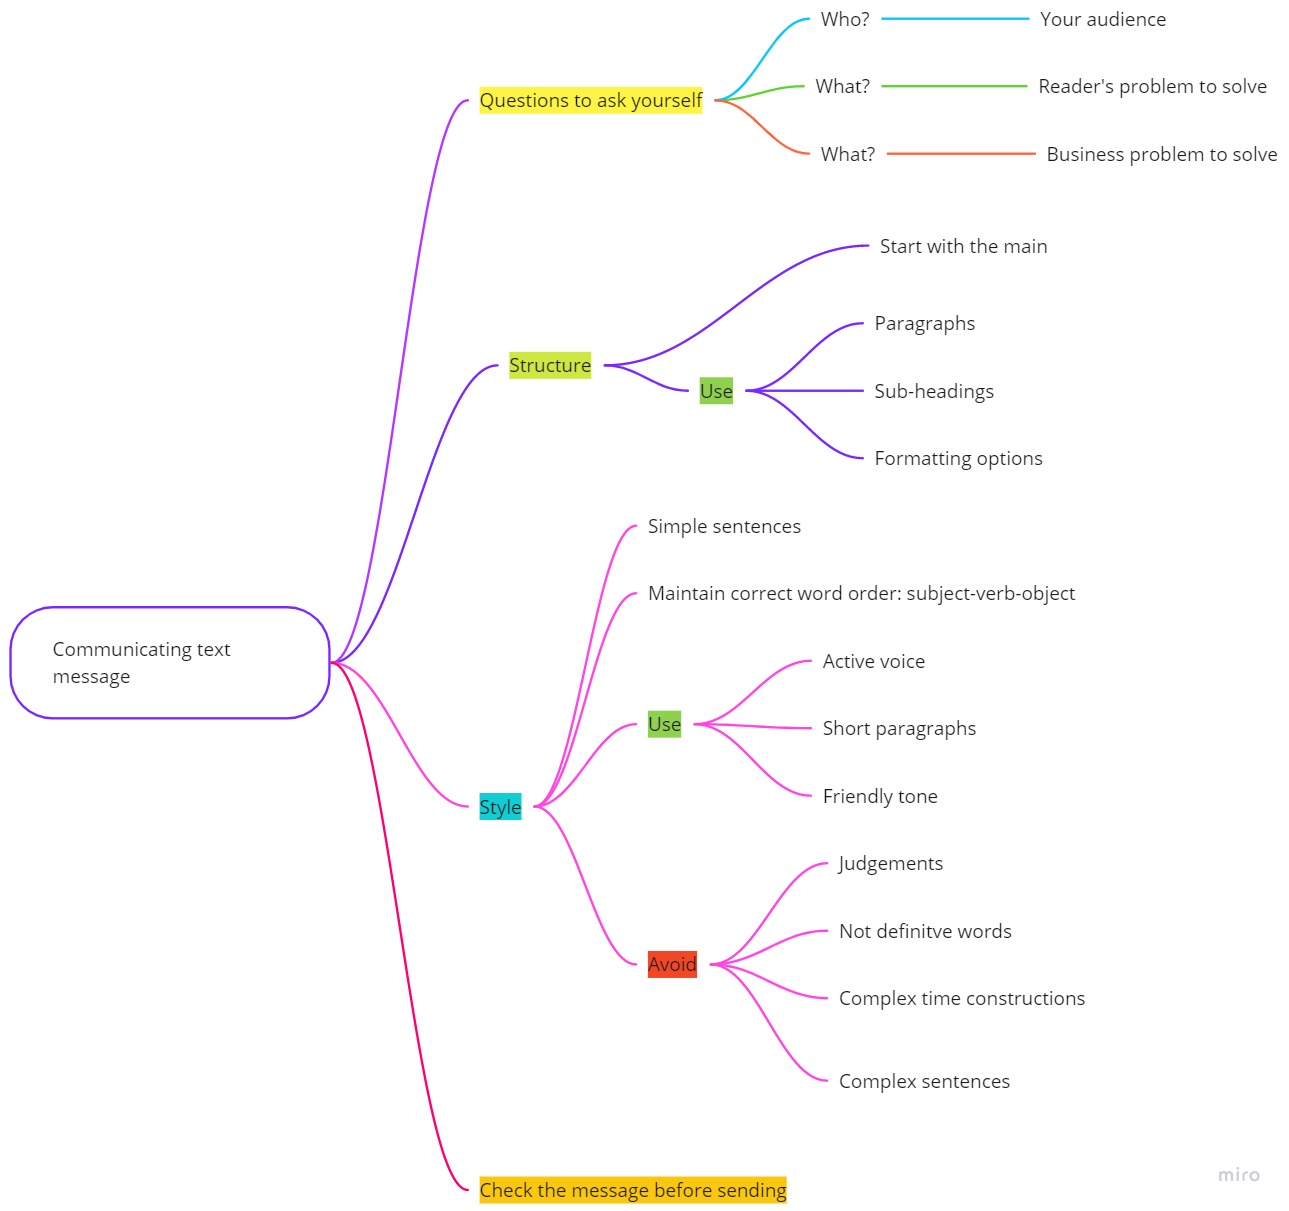 Who?
Your audience
What?
Reader's problem to solve
Questions to ask yourself
What?
Business problem to solve
Start with the main
Paragraphs
Structure
Use
Sub-headings
Formatting options
Simple sentences
Maintain correct word order: subject-verb-object
Communicating text
message
Active voice
Use
Short paragraphs
Friendly tone
Style
Judgements
Not definitve words
Avoid
Complex time constructions
Complex sentences
Check the message before sending
miro